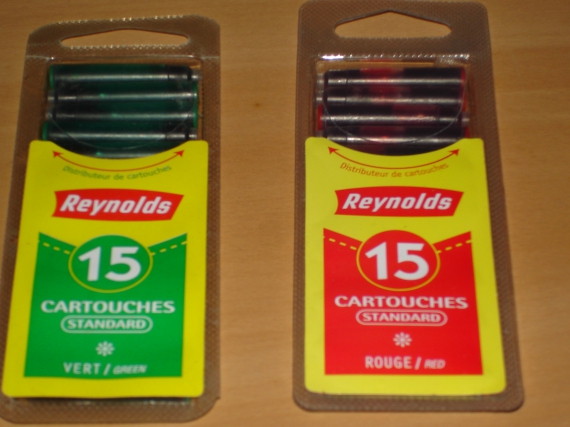 Distributeur de cartouches
Reynolds
15
CARTOUCHES
STANDARD
VERT / GREEN
Distributeur de cartouches
Reynolds
15
CARTOUCHES
STANDARD
ROUGE / RED